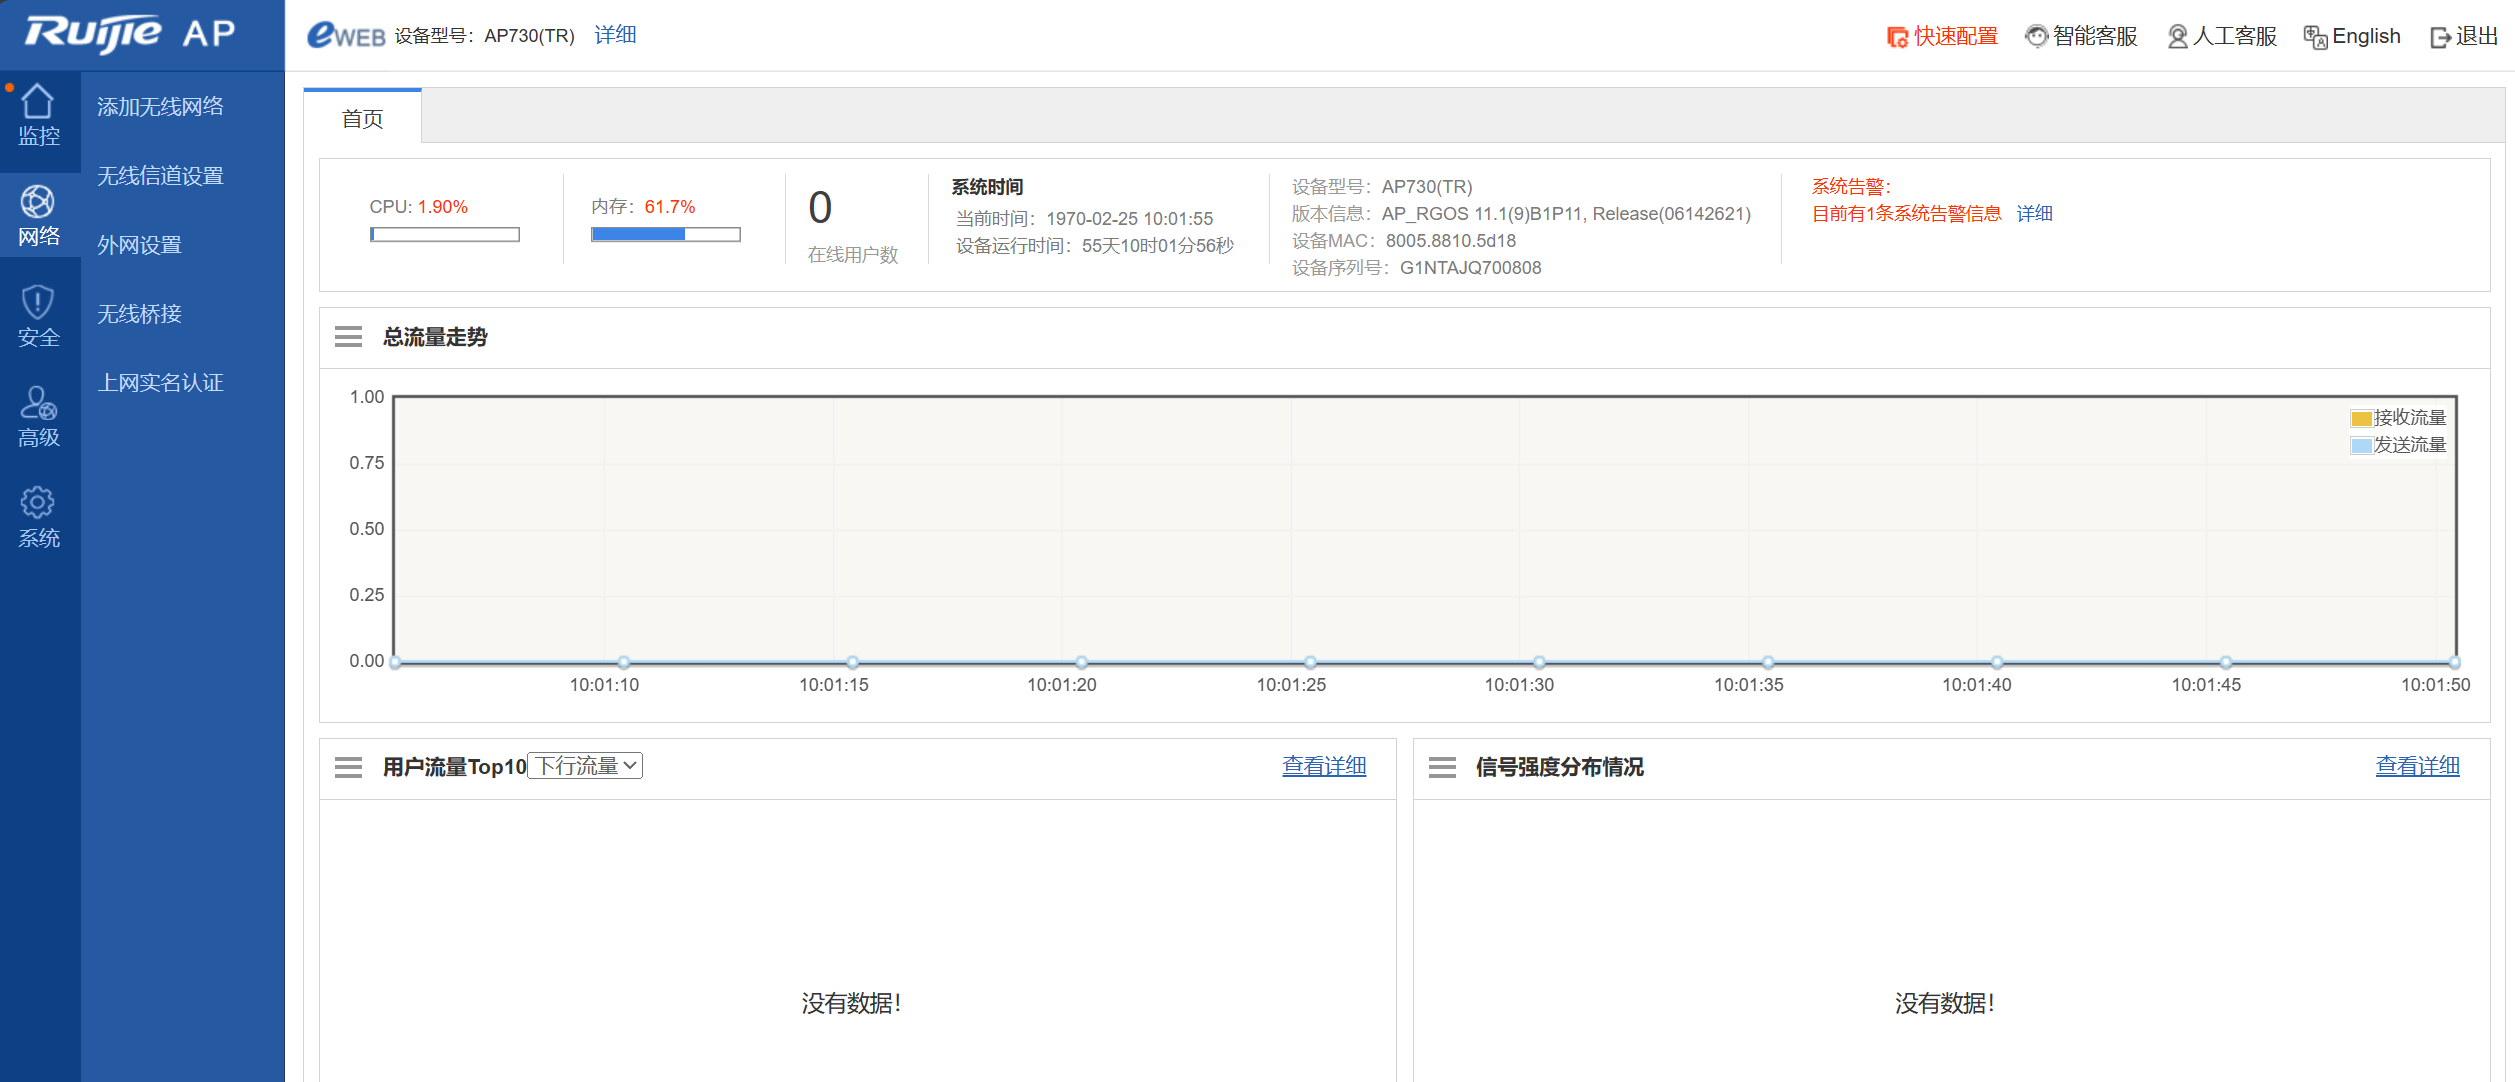 Ruijie AP
eWEB 设备型号：AP730(TR) 详细
快速配置 智能客服 人工客服 English 退出
监控
网络
安全
高级
系统
添加无线网络
无线信道设置
外网设置
无线桥接
上网实名认证
首页
CPU: 1.90%
内存：61.7%
0
在线用户数
系统时间
当前时间：1970-02-25 10:01:55
设备运行时间：55天10时01分56秒
设备型号：AP730(TR)
版本信息：AP_RGOS 11.1(9)B1P11, Release(06142621)
设备MAC：8005.8810.5d18
设备序列号：G1NTAJQ700808
系统告警：
目前有1条系统告警信息 详细
总流量走势
1.00
0.75
0.50
0.25
0.00
接收流量
发送流量
10:01:10 10:01:15 10:01:20 10:01:25 10:01:30 10:01:35 10:01:40 10:01:45 10:01:50
用户流量Top10 下行流量 查看详细
没有数据！
信号强度分布情况 查看详细
没有数据！